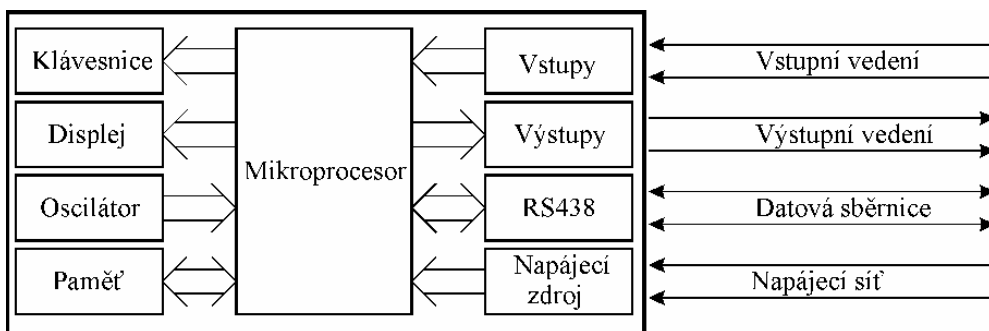 Klávesnice
Displej
Oscilátor
Paměť
Mikroprocesor
Vstupy
Výstupy
RS438
Napájecí
zdroj
Vstupní vedení
Výstupní vedení
Datová sběrnice
Napájecí síť